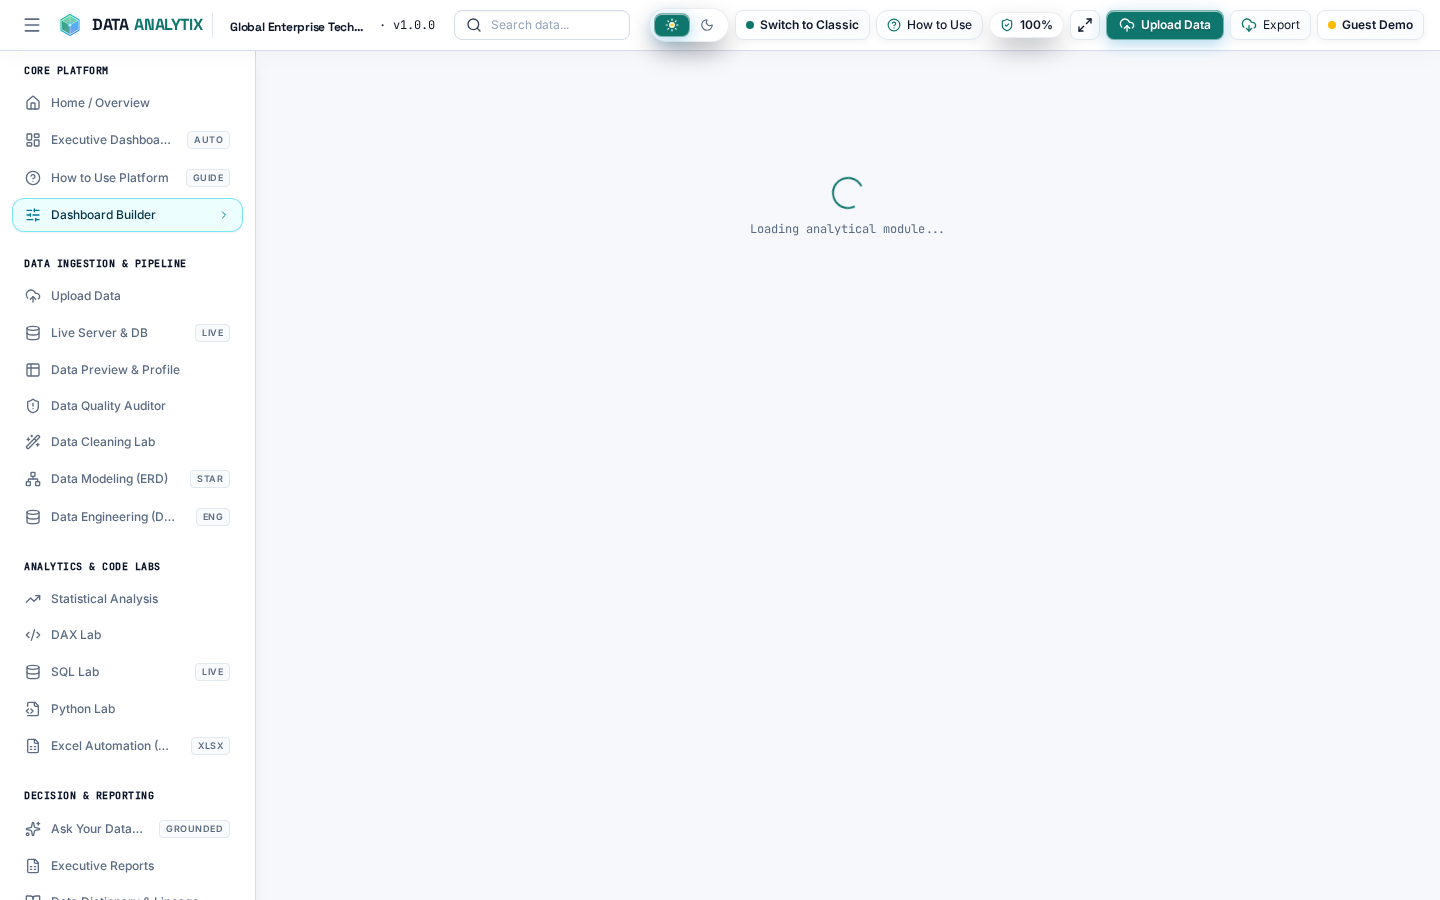 DATA ANALYTIX
Global Enterprise Tech...
· v1.0.0
Search data...
Switch to Classic
How to Use
100%
Upload Data
Export
Guest Demo
CORE PLATFORM
Home / Overview
Executive Dashboa... AUTO
How to Use Platform GUIDE
Dashboard Builder
DATA INGESTION & PIPELINE
Upload Data
Live Server & DB LIVE
Data Preview & Profile
Data Quality Auditor
Data Cleaning Lab
Data Modeling (ERD) STAR
Data Engineering (D... ENG
ANALYTICS & CODE LABS
Statistical Analysis
DAX Lab
SQL Lab LIVE
Python Lab
Excel Automation (... XLSX
DECISION & REPORTING
Ask Your Data... GROUNDED
Executive Reports
Data Dictionary & Lineage
Loading analytical module...